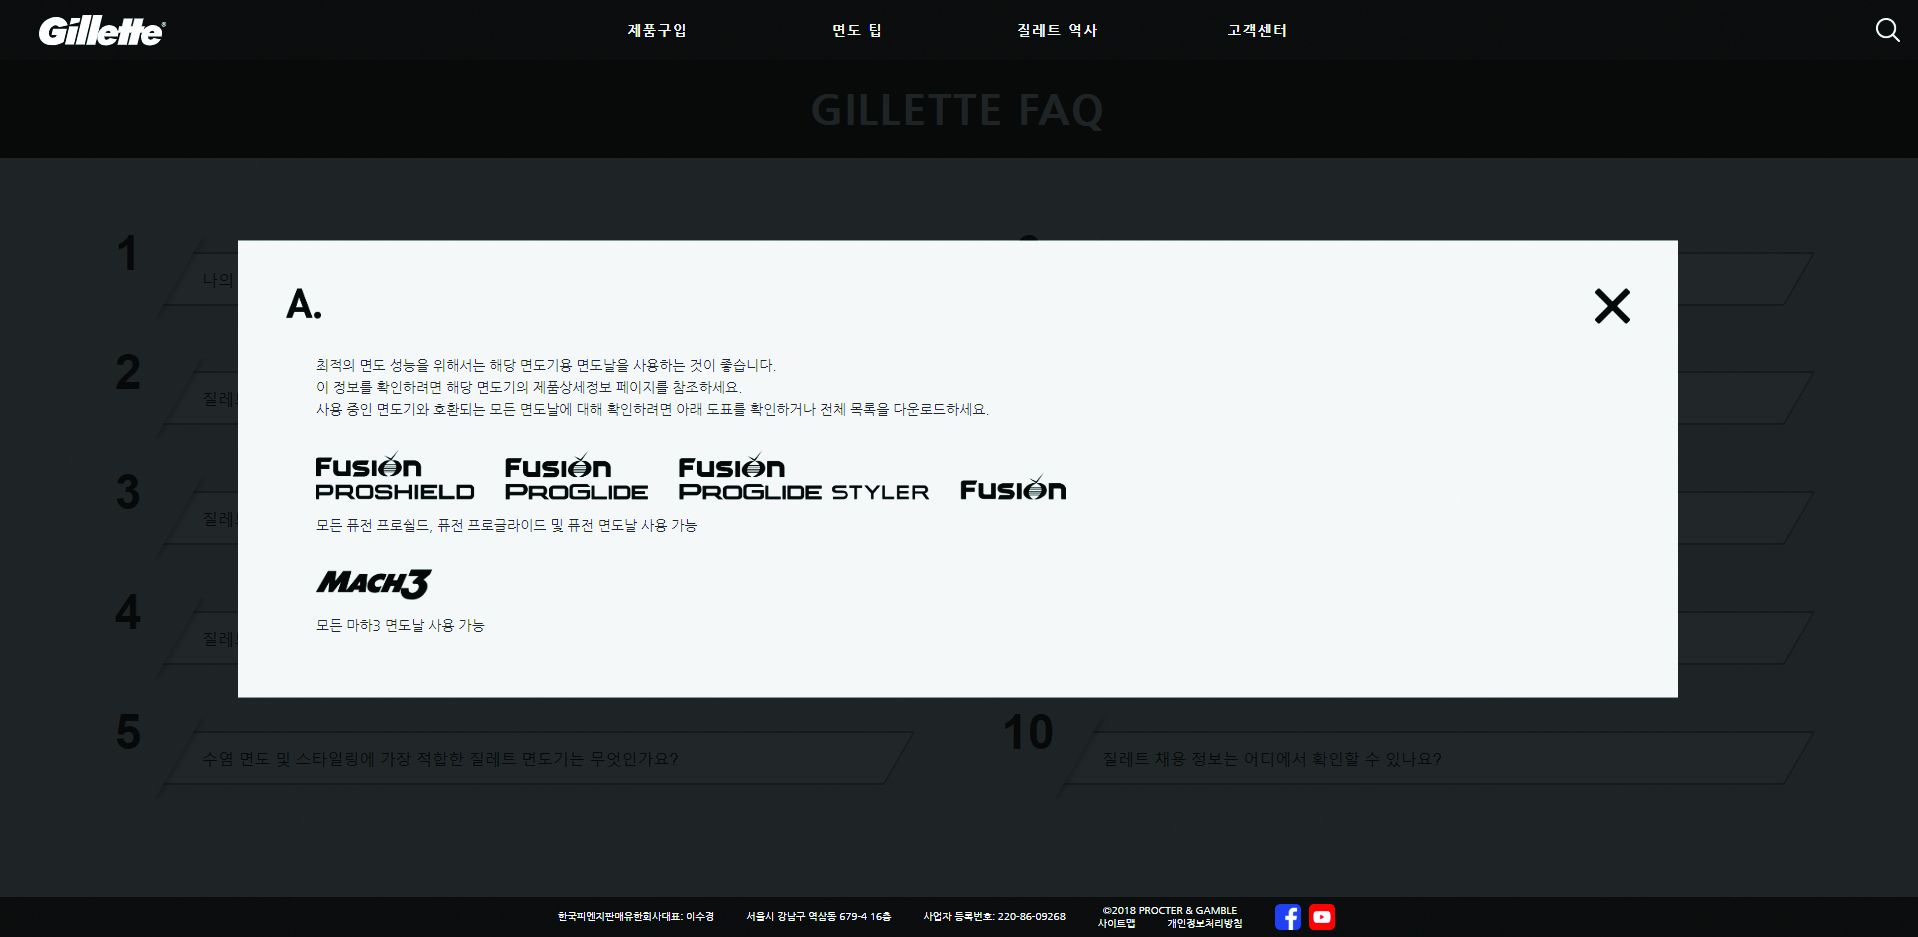 Gillette®
제품구입
면도 팁
질레트 역사
고객센터
GILLETTE FAQ
1
나의
2
질레트
3
질레트
4
질레트
A.
최적의 면도 성능을 위해서는 해당 면도기용 면도날을 사용하는 것이 좋습니다.
이 정보를 확인하려면 해당 면도기의 제품상세정보 페이지를 참조하세요.
사용 중인 면도기와 호환되는 모든 면도날에 대해 확인하려면 아래 도표를 확인하거나 전체 목록을 다운로드하세요.
Fusion PROSHIELD
Fusion PROGLIDE
Fusion PROGLIDE STYLER
Fusion
모든 퓨전 프로쉴드, 퓨전 프로글라이드 및 퓨전 면도날 사용 가능
MACH3
모든 마하3 면도날 사용 가능
5
수염 면도 및 스타일링에 가장 적합한 질레트 면도기는 무엇인가요?
10
질레트 채용 정보는 어디에서 확인할 수 있나요?
한국피앤지판매유한회사대표: 이수경
서울시 강남구 역삼동 679-4 16층
사업자 등록번호: 220-86-09268
©2018 PROCTER & GAMBLE
사이트맵
개인정보처리방침